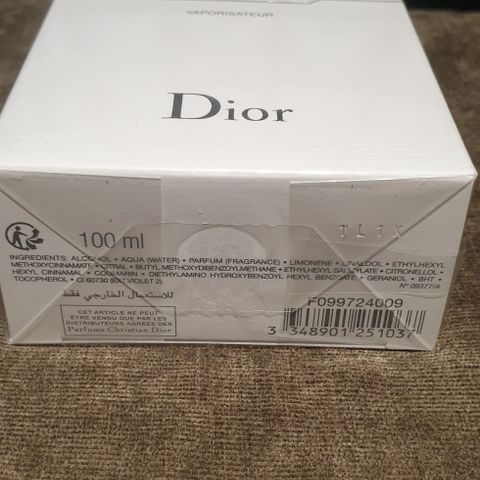 VAPORISATEUR
Dior
1L1X
100 ml
INGREDIENTS: ALCOHOL • AQUA (WATER) • PARFUM (FRAGRANCE) • LIMONENE • LINALOOL • ETHYLHEXYL
METHOXYCINNAMATE • CITRAL • BUTYL METHOXYDIBENZOYLMETHANE • ETHYLHEXYL SALICYLATE • CITRONELLOL •
HEXYL CINNAMAL • COUMARIN • DIETHYLAMINO HYDROXYBENZOYL HEXYL BENZOATE • GERANIOL • BHT •
TOCOPHEROL • CI 60730 (EXT VIOLET 2).
N° 09377/A
للاستعمال الخارجي فقط
CET ARTICLE NE PEUT
ÊTRE VENDU QUE PAR LES
DISTRIBUTEURS AGRÉÉS DES
Parfums Christian Dior
F099724009
3 348901 251037